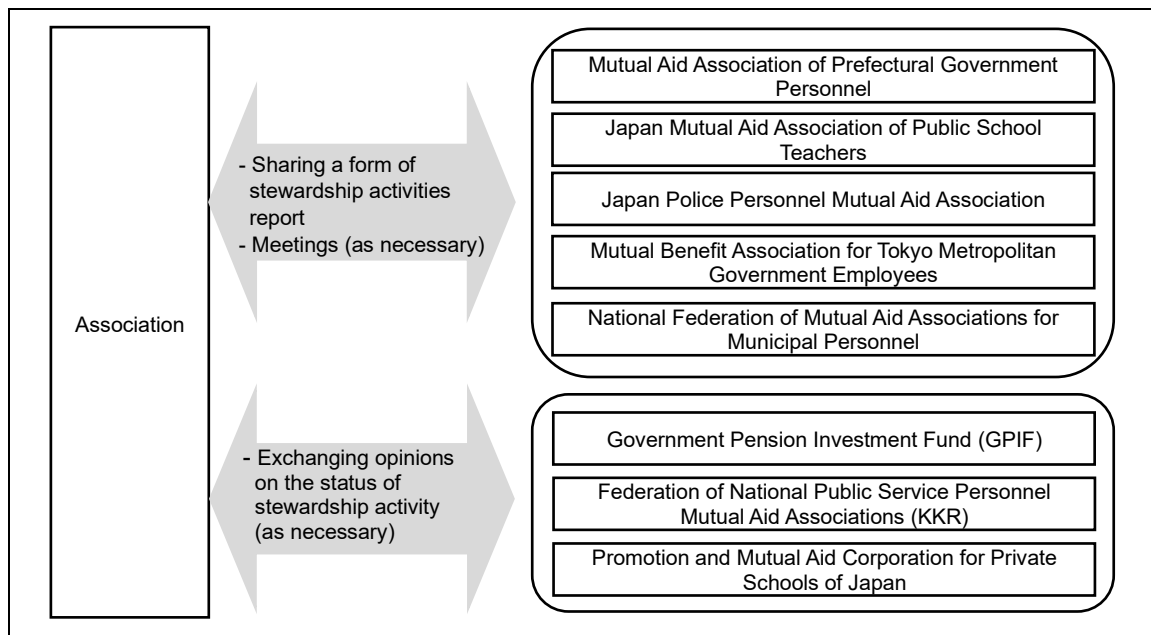 Association
- Sharing a form of
stewardship activities
report
- Meetings (as necessary)
Mutual Aid Association of Prefectural Government
Personnel
Japan Mutual Aid Association of Public School
Teachers
Japan Police Personnel Mutual Aid Association
Mutual Benefit Association for Tokyo Metropolitan
Government Employees
National Federation of Mutual Aid Associations for
Municipal Personnel
- Exchanging opinions
on the status of
stewardship activity
(as necessary)
Government Pension Investment Fund (GPIF)
Federation of National Public Service Personnel
Mutual Aid Associations (KKR)
Promotion and Mutual Aid Corporation for Private
Schools of Japan